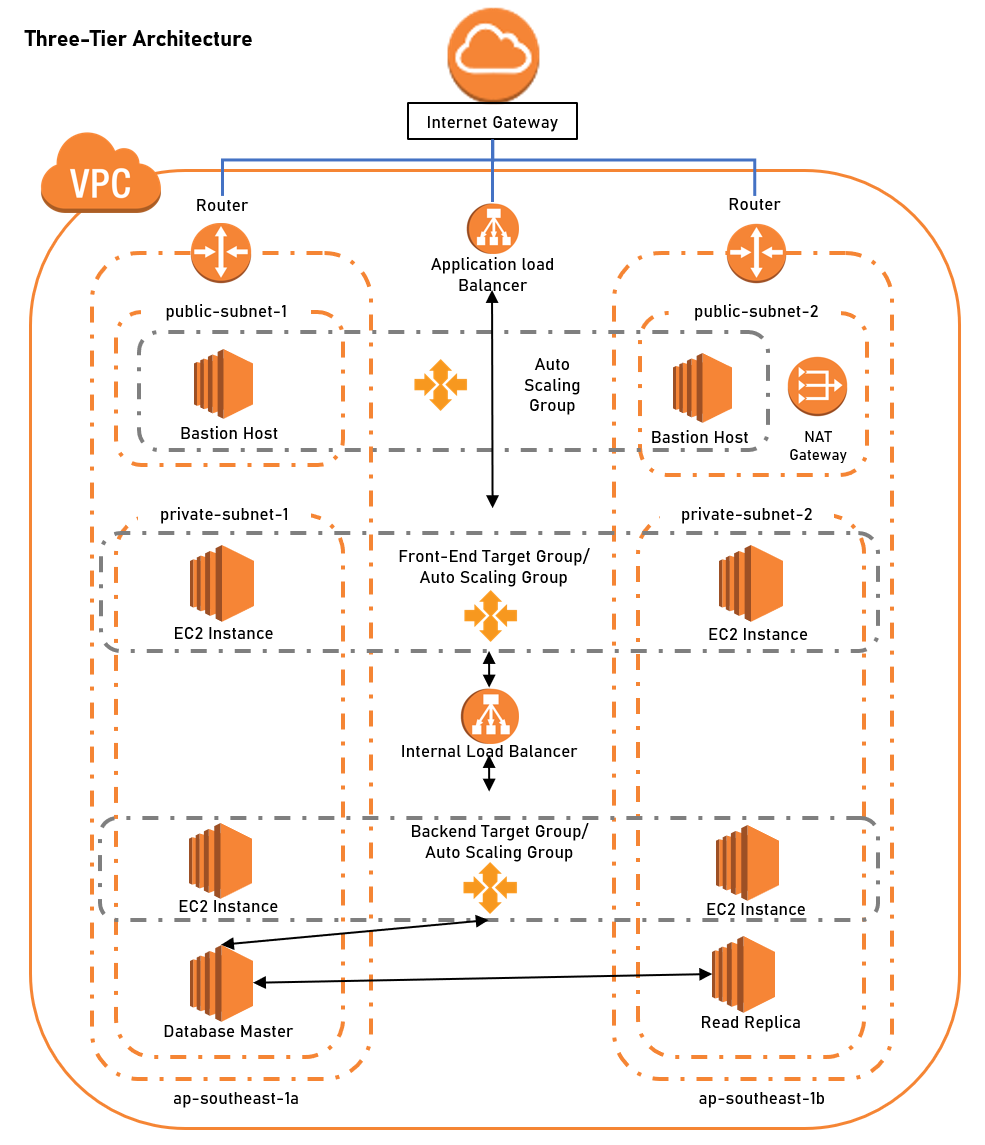 Three-Tier Architecture
Internet Gateway
VPC
Router
Router
Application load
Balancer
public-subnet-1
public-subnet-2
Auto
Scaling
Group
Bastion Host
Bastion Host
NAT
Gateway
private-subnet-1
private-subnet-2
Front-End Target Group/
Auto Scaling Group
EC2 Instance
EC2 Instance
Internal Load Balancer
Backend Target Group/
Auto Scaling Group
EC2 Instance
EC2 Instance
Database Master
Read Replica
ap-southeast-1a
ap-southeast-1b